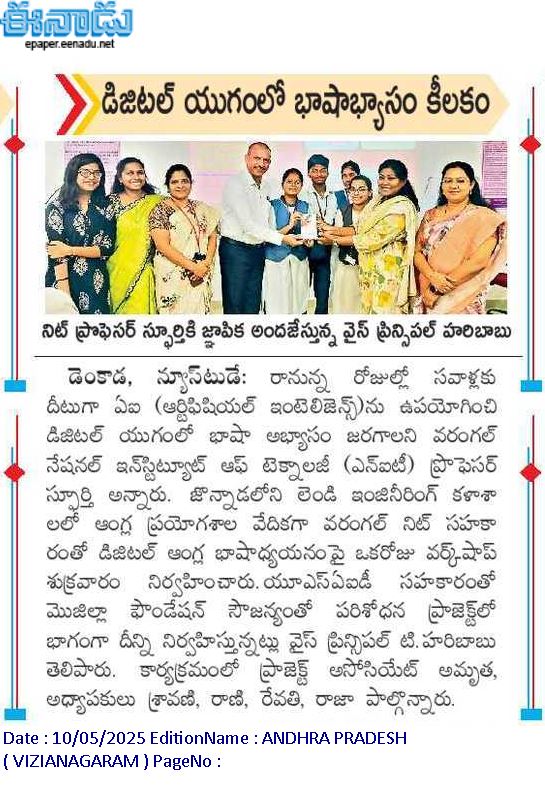 ఈనాడు
epaper.eenadu.net
డిజిటల్ యుగంలో భాషాభ్యాసం కీలకం
నిట్ ప్రొఫెసర్ స్ఫూర్తికి జ్ఞాపిక అందజేస్తున్న వైస్ ప్రిన్సిపల్ హరిబాబు
డెంకాడ, న్యూస్‌టుడే: రానున్న రోజుల్లో సవాళ్లకు
దీటుగా ఏఐ (ఆర్టిఫిషియల్ ఇంటెలిజెన్స్)ను ఉపయోగించి
డిజిటల్ యుగంలో భాషా అభ్యాసం జరగాలని వరంగల్
నేషనల్ ఇన్‌స్టిట్యూట్ ఆఫ్ టెక్నాలజీ (ఎన్ఐటీ) ప్రొఫెసర్
స్ఫూర్తి అన్నారు. జొన్నాడలోని లెండి ఇంజినీరింగ్ కళాశా
లలో ఆంగ్ల ప్రయోగశాల వేదికగా వరంగల్ నిట్ సహకా
రంతో డిజిటల్ ఆంగ్ల భాషాధ్యయనంపై ఒకరోజు వర్క్‌షాప్
శుక్రవారం నిర్వహించారు. యూఎస్ఏఐడీ సహకారంతో
మొజిల్లా ఫౌండేషన్ సౌజన్యంతో పరిశోధన ప్రాజెక్ట్‌లో
భాగంగా దీన్ని నిర్వహిస్తున్నట్లు వైస్ ప్రిన్సిపల్ టి.హరిబాబు
తెలిపారు. కార్యక్రమంలో ప్రాజెక్ట్ అసోసియేట్ అమృత,
అధ్యాపకులు శ్రావణి, రాణి, రేవతి, రాజా పాల్గొన్నారు.
Date : 10/05/2025 EditionName : ANDHRA PRADESH
( VIZIANAGARAM ) PageNo :